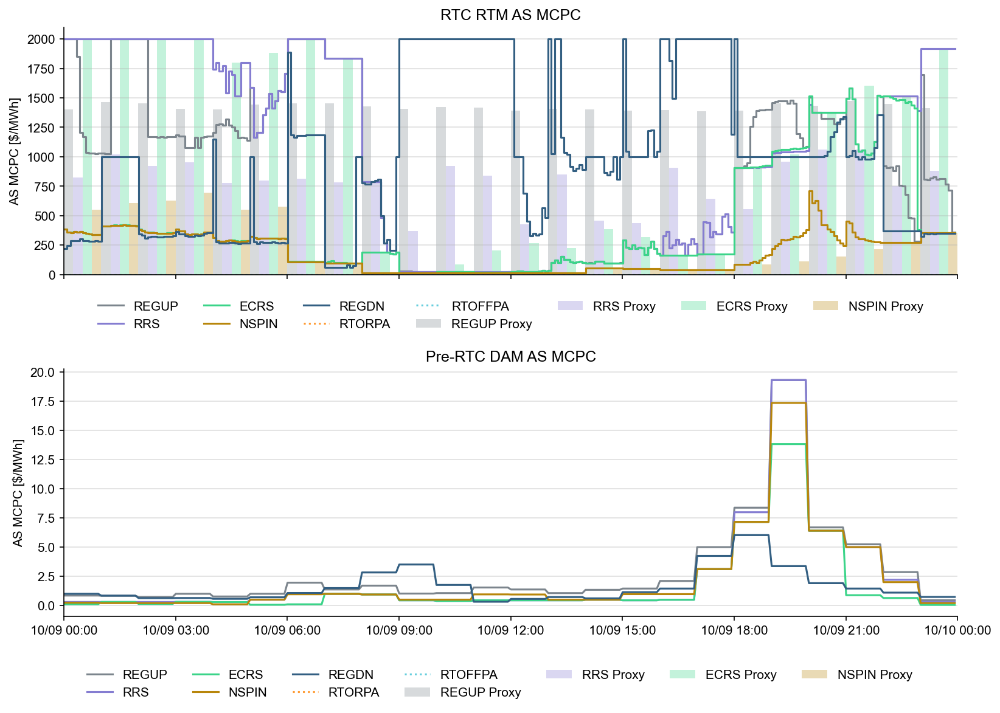 RTC RTM AS MCPC
AS MCPC [$/MWh]
2000
1750
1500
1250
1000
750
500
250
0
REGUP ECRS REGDN RTOFFPA RRS Proxy ECRS Proxy NSPIN Proxy
RRS NSPIN RTORPA REGUP Proxy
Pre-RTC DAM AS MCPC
AS MCPC [$/MWh]
20.0
17.5
15.0
12.5
10.0
7.5
5.0
2.5
0.0
10/09 00:00 10/09 03:00 10/09 06:00 10/09 09:00 10/09 12:00 10/09 15:00 10/09 18:00 10/09 21:00 10/10 00:00
REGUP ECRS REGDN RTOFFPA RRS Proxy ECRS Proxy NSPIN Proxy
RRS NSPIN RTORPA REGUP Proxy